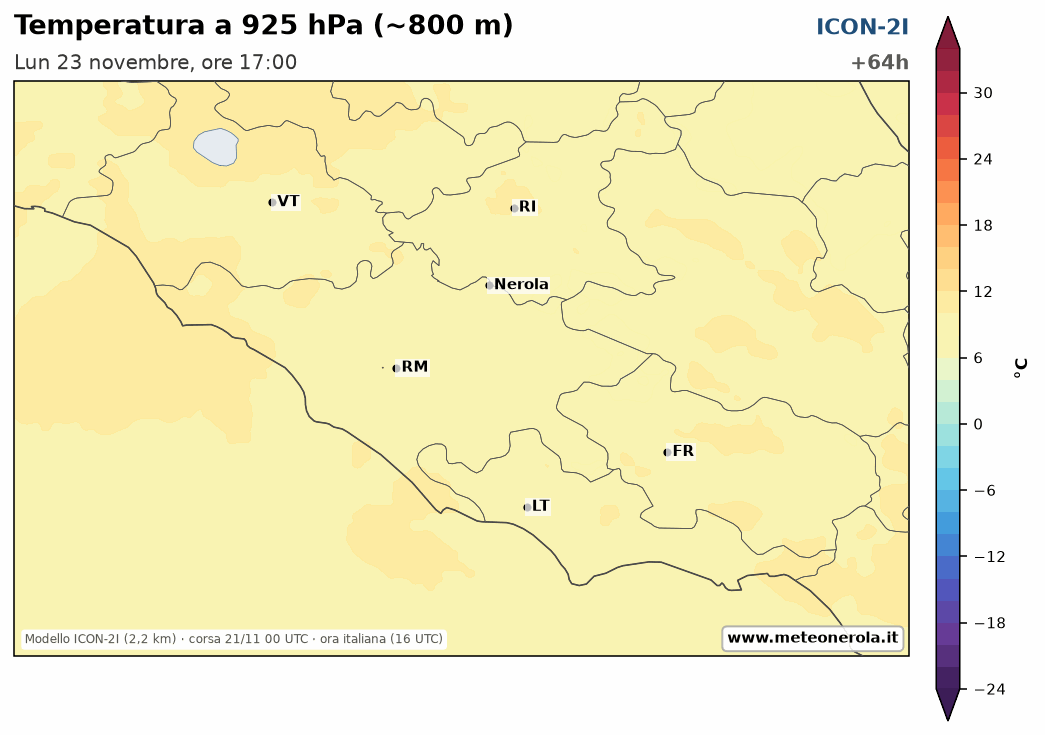 Temperatura a 925 hPa (~800 m)
ICON-2I
Lun 23 novembre, ore 17:00
+64h
VT
RI
Nerola
RM
FR
LT
Modello ICON-2I (2,2 km) · corsa 21/11 00 UTC · ora italiana (16 UTC)
www.meteonerola.it
30
24
18
12
6
0
−6
−12
−18
−24
°C